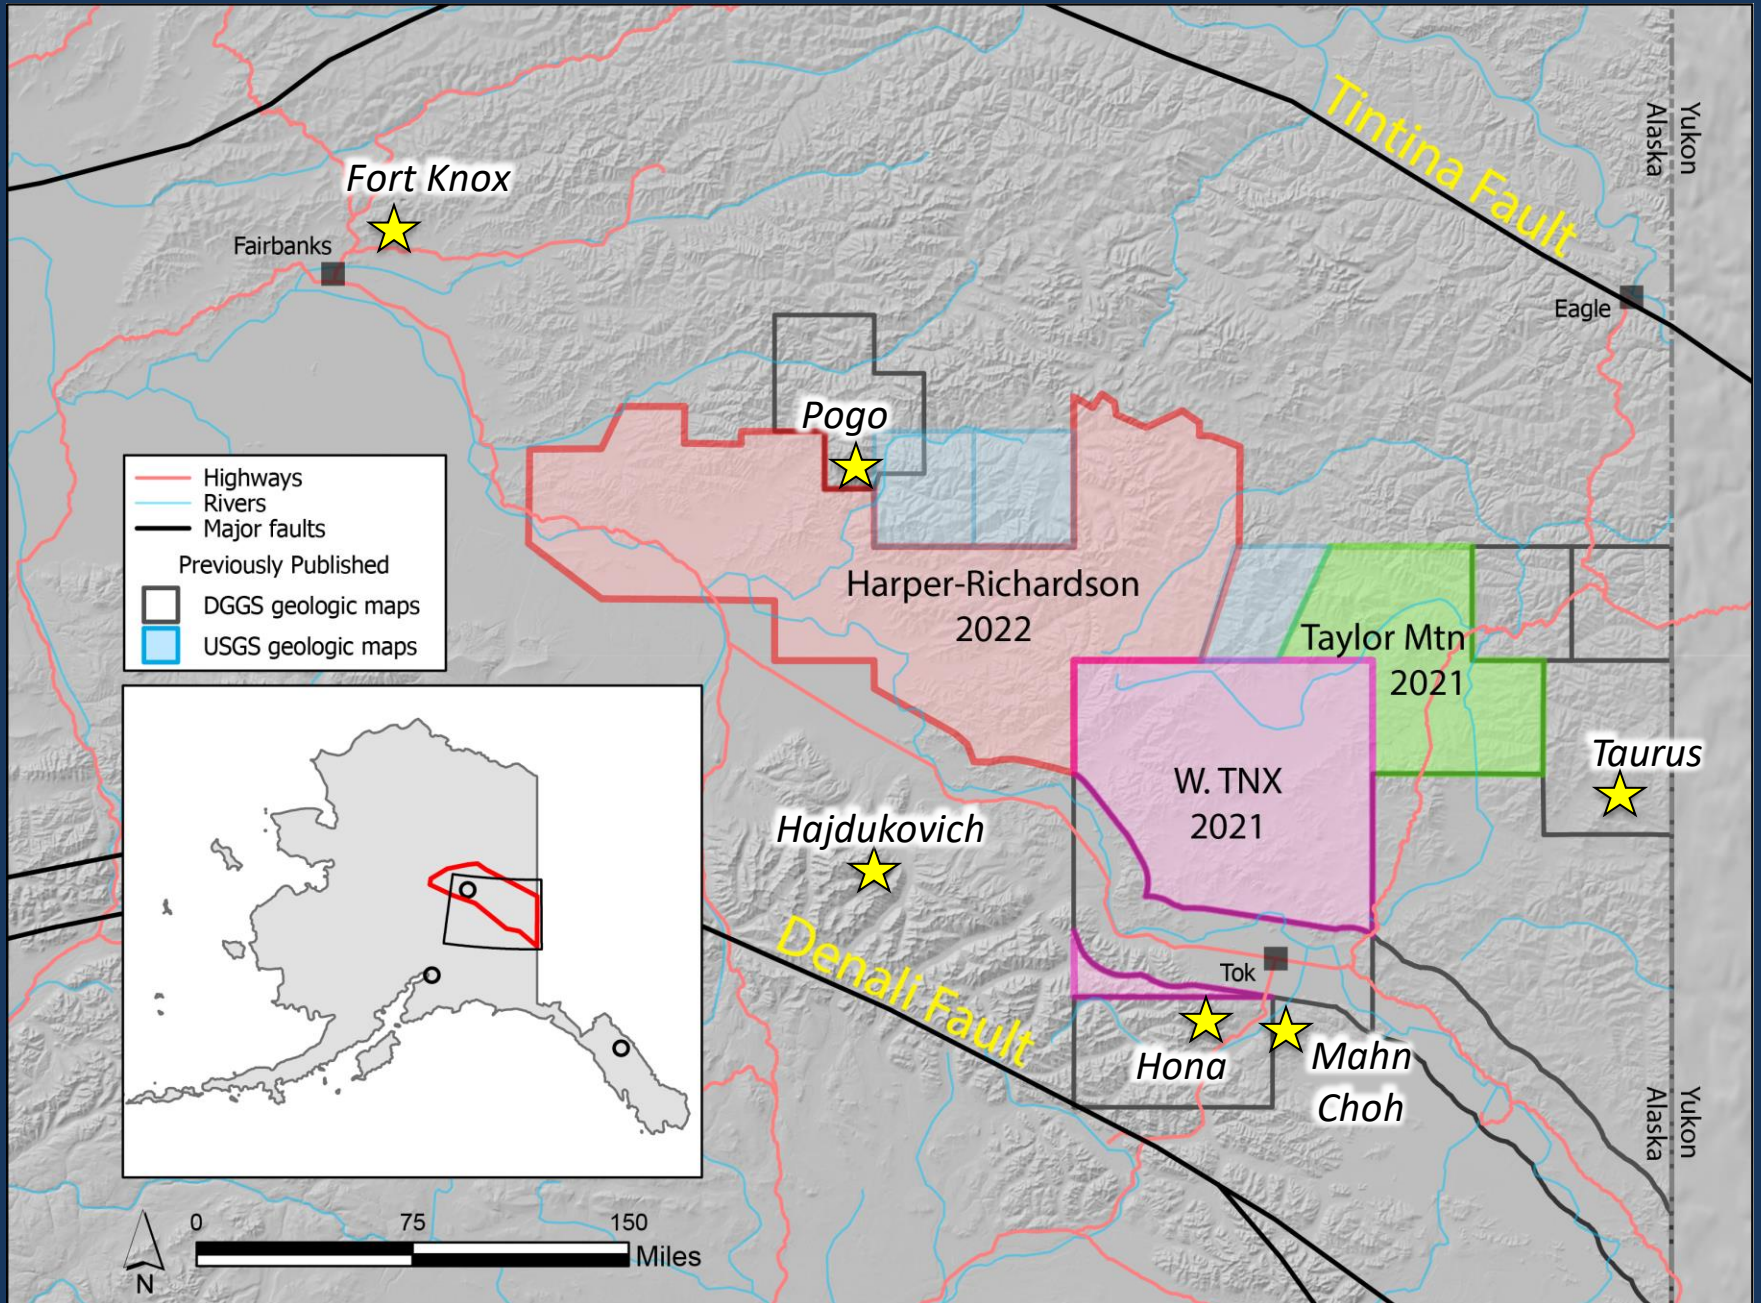 Tintina Fault
Yukon
Alaska
Fort Knox
Fairbanks
Eagle
Pogo
Highways
Rivers
Major faults
Previously Published
DGGS geologic maps
USGS geologic maps
Harper-Richardson
2022
Taylor Mtn
2021
W. TNX
2021
Taurus
Hajdukovich
Denali Fault
Tok
Hona
Mahn
Choh
Yukon
Alaska
0 75 150
Miles
N